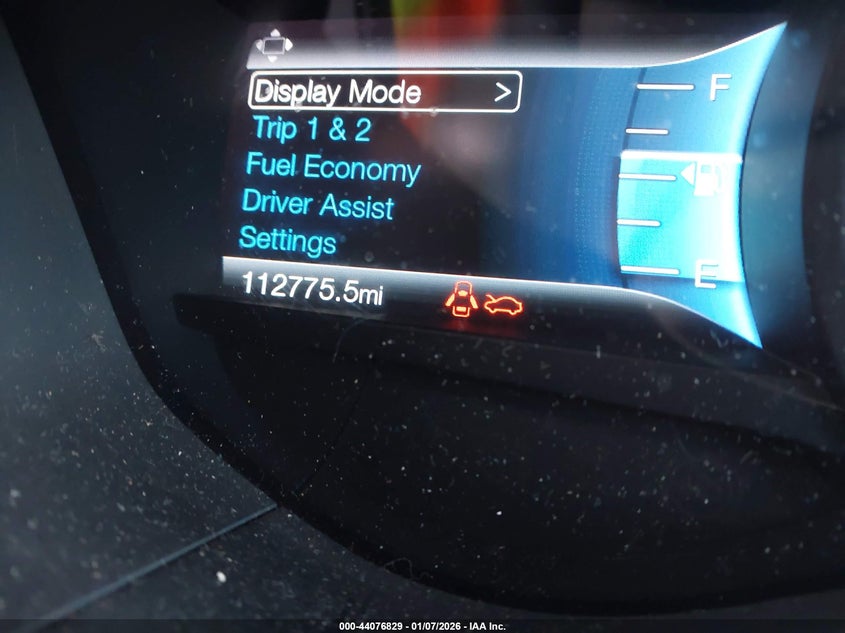 Display Mode >
F
Trip 1 & 2
Fuel Economy
Driver Assist
Settings
E
112775.5mi
000-44076829 - 01/07/2026 - IAA Inc.